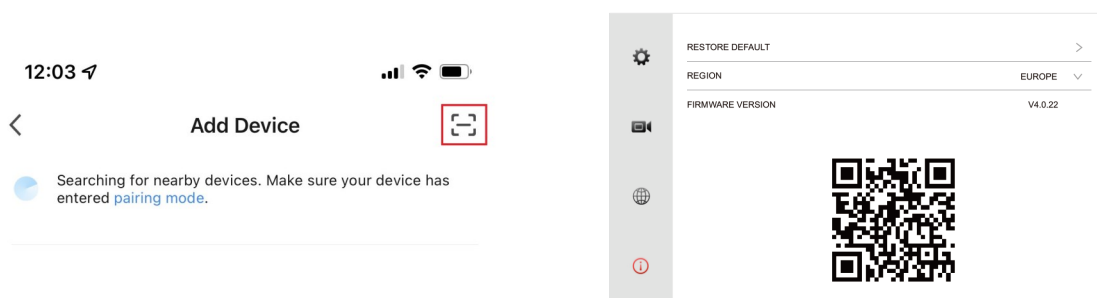 12:03
Add Device
Searching for nearby devices. Make sure your device has
entered pairing mode.
RESTORE DEFAULT
REGION EUROPE
FIRMWARE VERSION V4.0.22